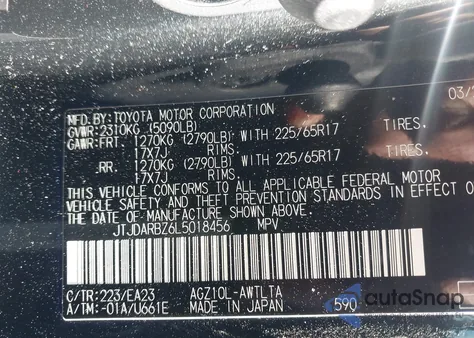 03/
MFD.BY: TOYOTA MOTOR CORPORATION
GVWR: 2310KG (5090LB)
GAWR: FRT. 1270KG (2790LB) WITH 225/65R17 TIRES.
17X7J RIMS.
RR. 1270KG (2790LB) WITH 225/65R17 TIRES.
17X7J RIMS.
THIS VEHICLE CONFORMS TO ALL APPLICABLE FEDERAL MOTOR
VEHICLE SAFETY AND THEFT PREVENTION STANDARDS IN EFFECT O
THE DATE OF MANUFACTURE SHOWN ABOVE.
JTJDARBZ6L5018456 MPV
C/TR: 223/EA23 AGZ10L-AWTLTA
A/TM: -01A/U661E MADE IN JAPAN 590
autoSnap